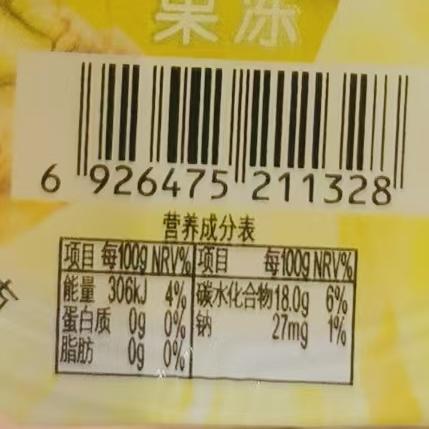 果冻
6 926475 211328
营养成分表
项目 每100g NRV% 项目 每100g NRV%
能量 306kJ 4% 碳水化合物 18.0g 6%
蛋白质 0g 0% 钠 27mg 1%
脂肪 0g 0%